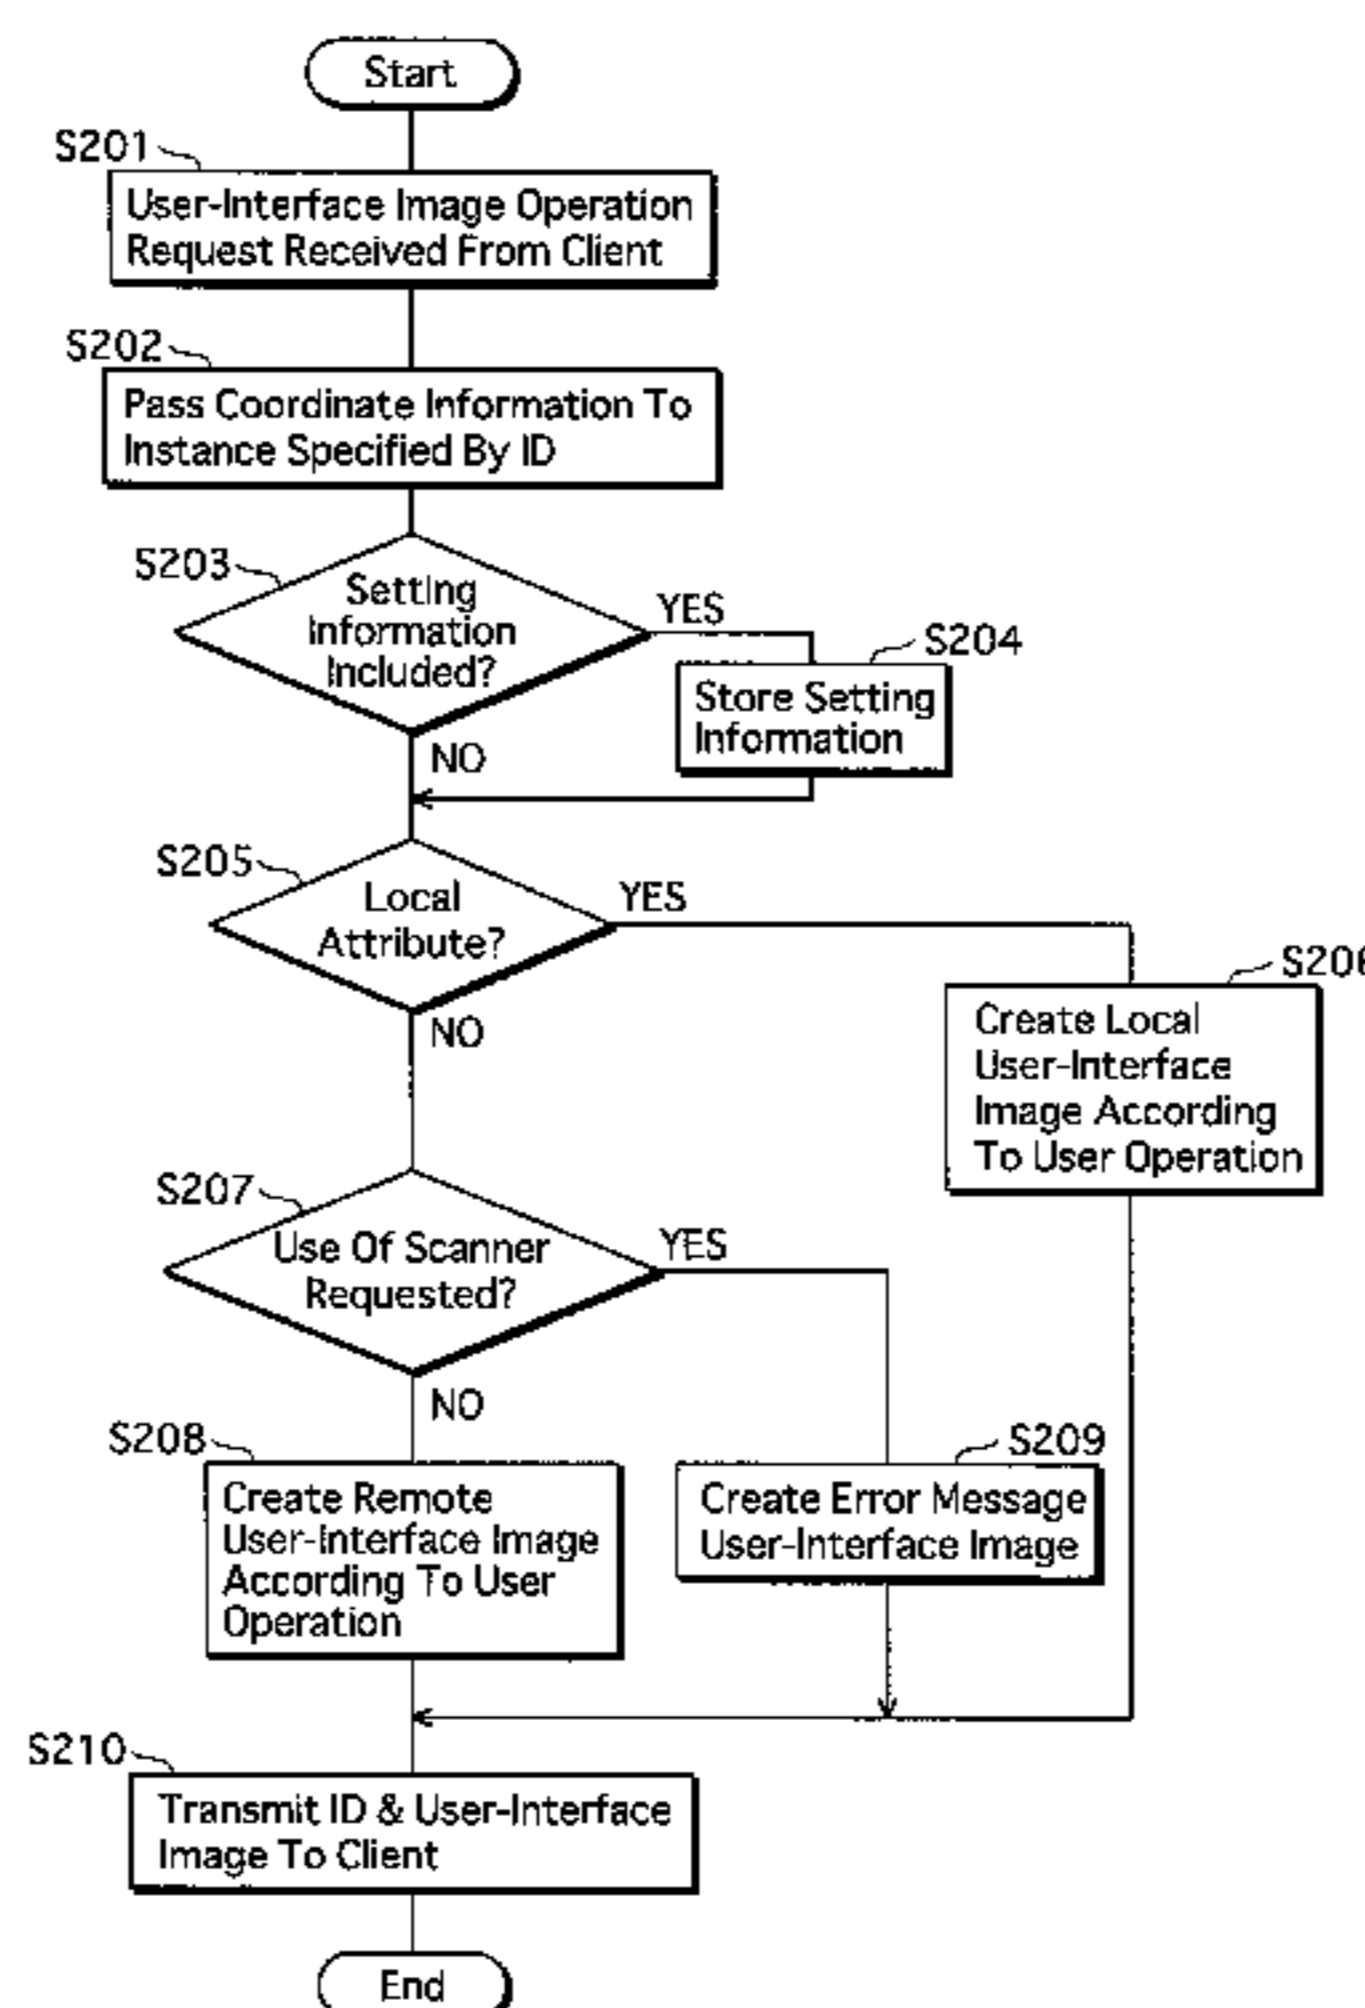 Start
S201
User-Interface Image Operation
Request Received From Client
S202
Pass Coordinate Information To
Instance Specified By ID
S203
Setting
Information
Included?
YES
NO
S204
Store Setting
Information
S205
Local
Attribute?
YES
NO
S206
Create Local
User-Interface
Image According
To User Operation
S207
Use Of Scanner
Requested?
YES
NO
S208
Create Remote
User-Interface Image
According To User
Operation
S209
Create Error Message
User-Interface Image
S210
Transmit ID & User-Interface
Image To Client
End